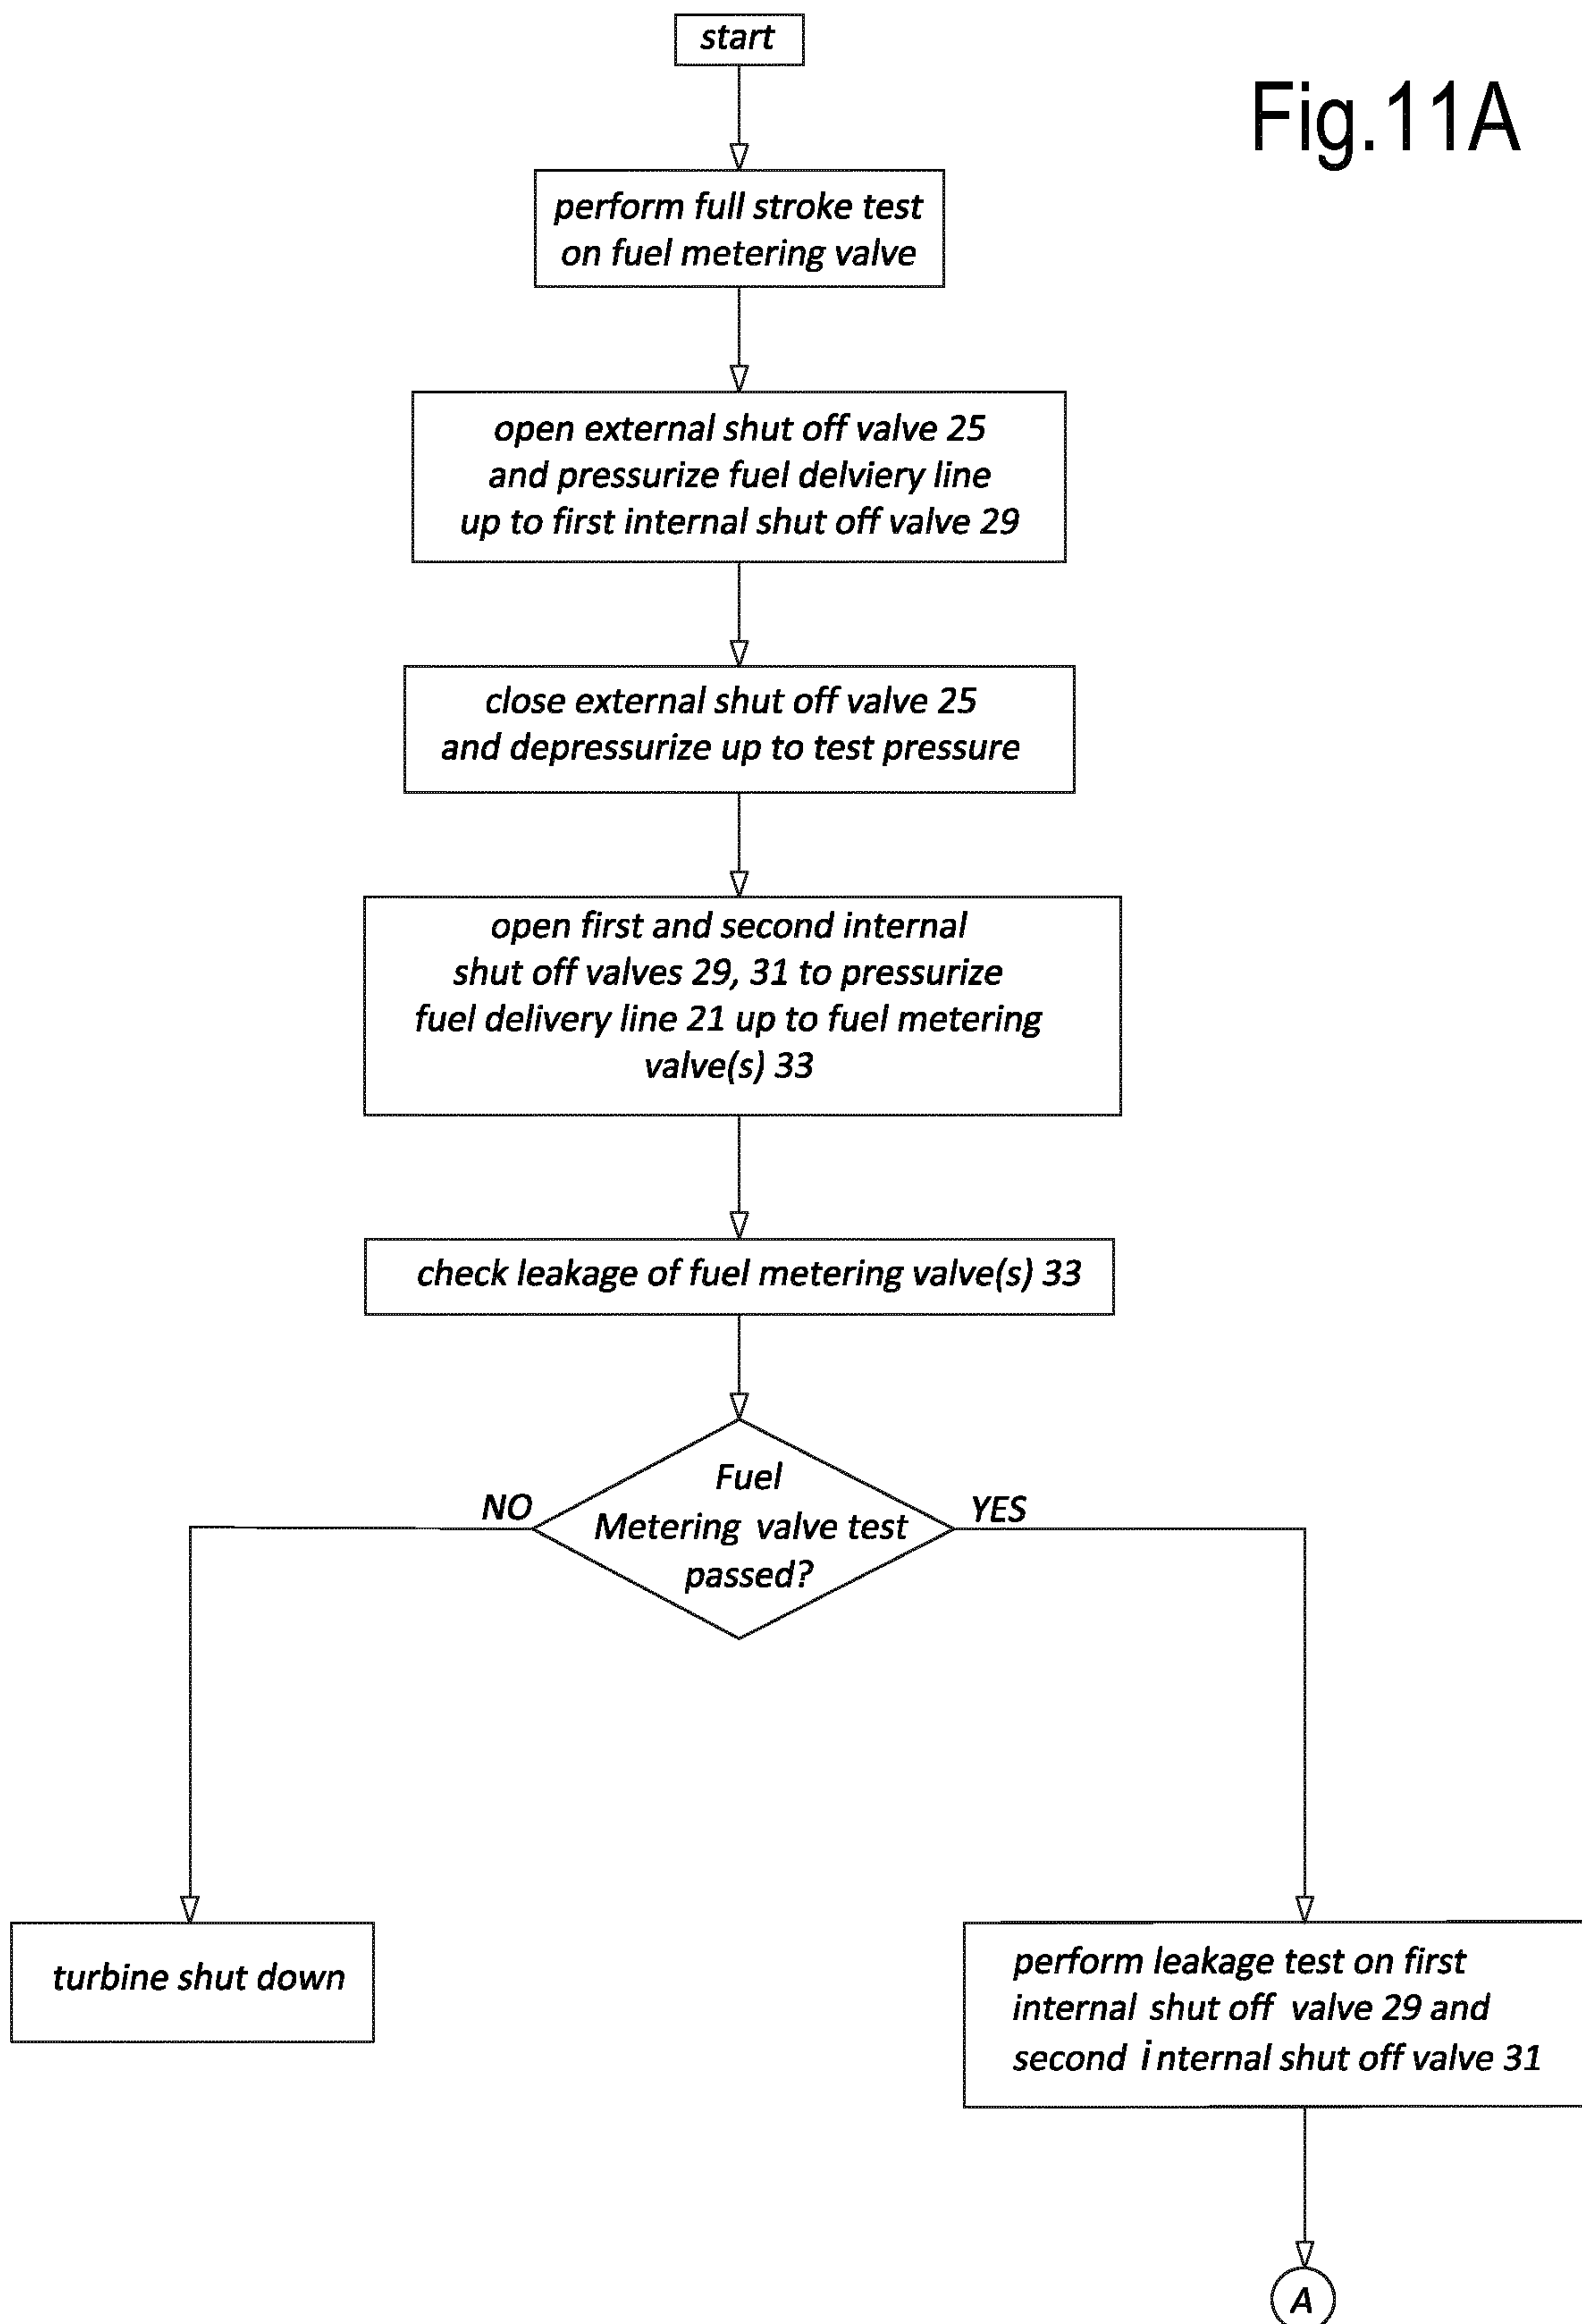 start
Fig.11A
perform full stroke test
on fuel metering valve
open external shut off valve 25
and pressurize fuel delviery line
up to first internal shut off valve 29
close external shut off valve 25
and depressurize up to test pressure
open first and second internal
shut off valves 29, 31 to pressurize
fuel delivery line 21 up to fuel metering
valve(s) 33
check leakage of fuel metering valve(s) 33
Fuel
Metering valve test
passed?
NO
YES
turbine shut down
perform leakage test on first
internal shut off valve 29 and
second internal shut off valve 31
A